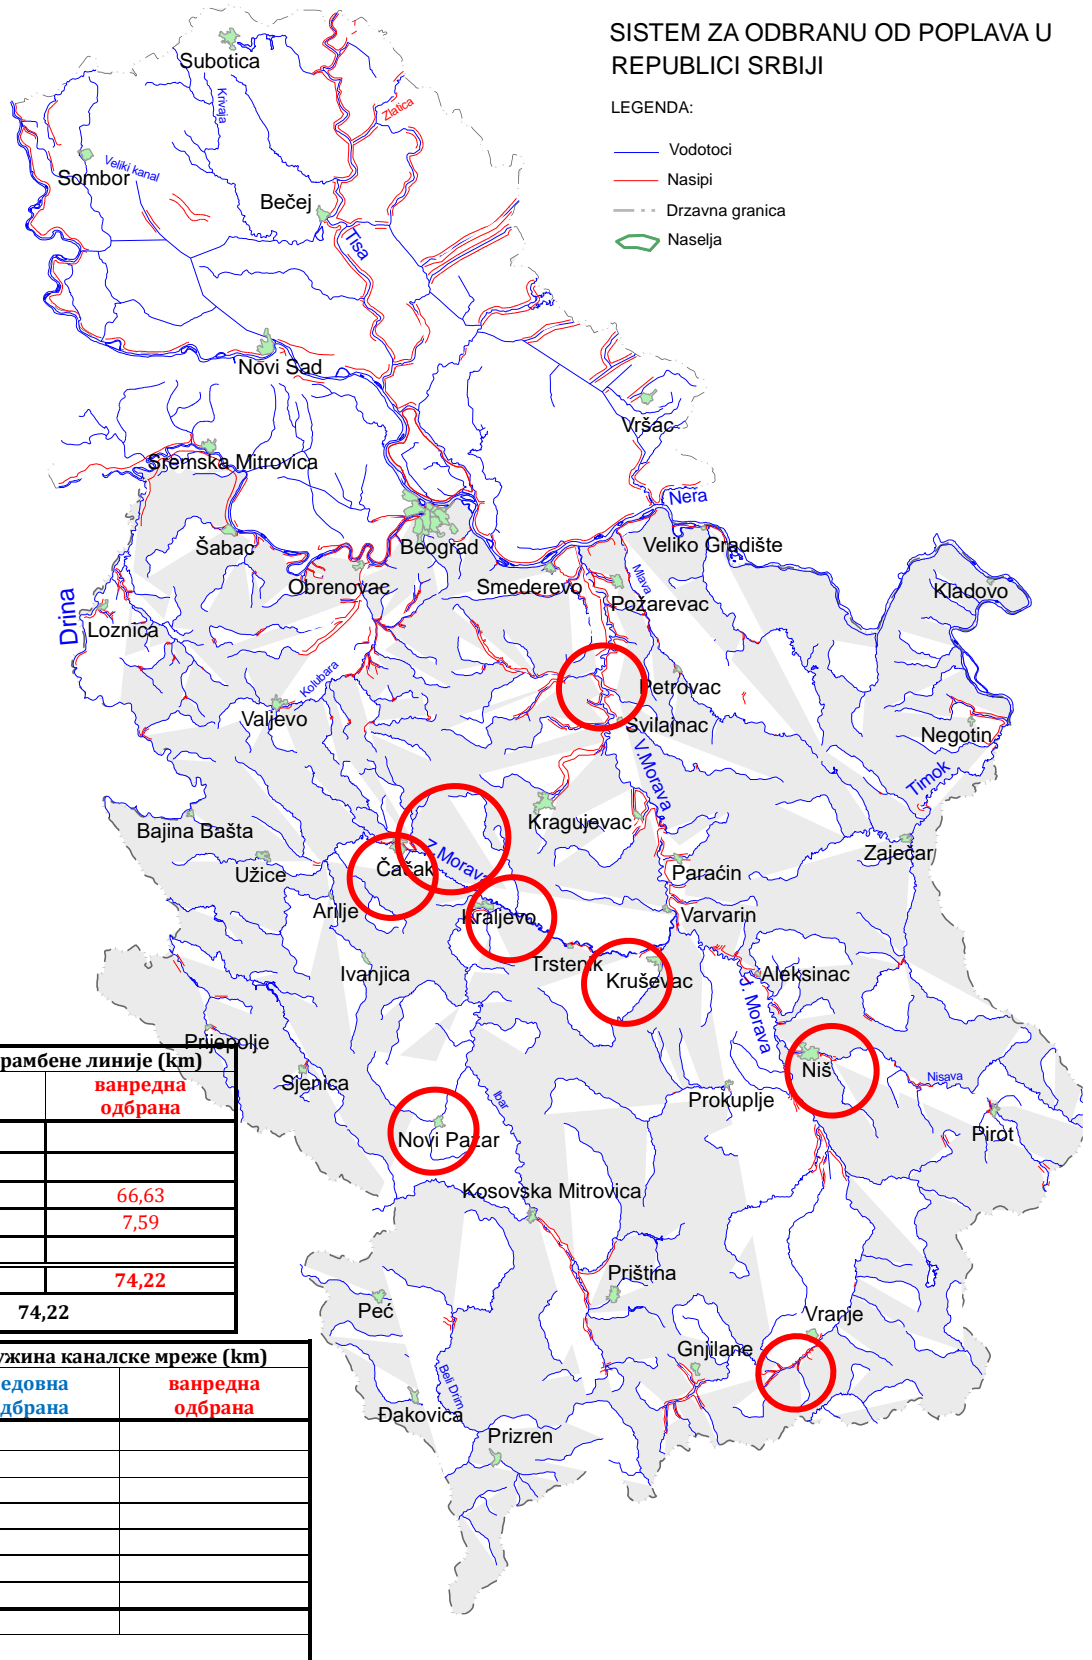 SISTEM ZA ODBRANU OD POPLAVA U
REPUBLICI SRBIJI
LEGENDA:
Vodotoci
Nasipi
Drzavna granica
Naselja
Subotica
Krivaja
Zlatica
Sombor
Veliki kanal
Bečej
Tisa
Novi Sad
Vršac
Sremska Mitrovica
Nera
Šabac
Beograd
Veliko Gradište
Obrenovac
Smederevo
Mlava
Požarevac
Kladovo
Drina
Loznica
Kolubara
Petrovac
Valjevo
Svilajnac
Negotin
V.Morava
Timok
Bajina Bašta
Kragujevac
Zaječar
Užice
Čačak
Z.Morava
Paraćin
Arilje
Kraljevo
Varvarin
Ivanjica
Trstenik
Kruševac
Aleksinac
J. Morava
Prijepolje
Sjenica
Ibar
Niš
Nisava
Prokuplje
Pirot
Novi Pazar
Kosovska Mitrovica
Priština
Peć
Vranje
Gnjilane
Beli Drim
Đakovica
Prizren
рамбене линије (km)
ванредна
одбрана
66,63
7,59
74,22
74,22
ужина каналске мреже (km)
едовна
дбрана
ванредна
одбрана